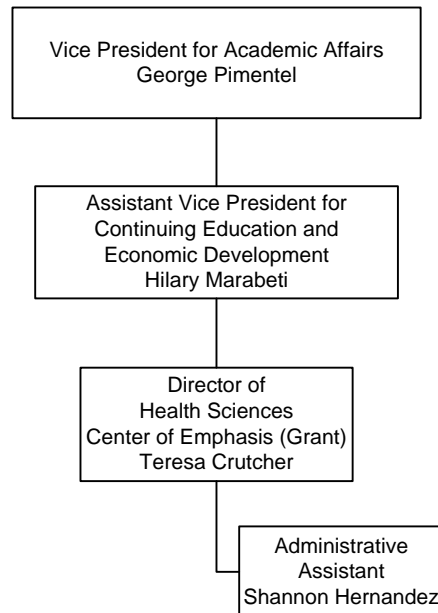 Vice President for Academic Affairs
George Pimentel
Assistant Vice President for
Continuing Education and
Economic Development
Hilary Marabeti
Director of
Health Sciences
Center of Emphasis (Grant)
Teresa Crutcher
Administrative
Assistant
Shannon Hernandez